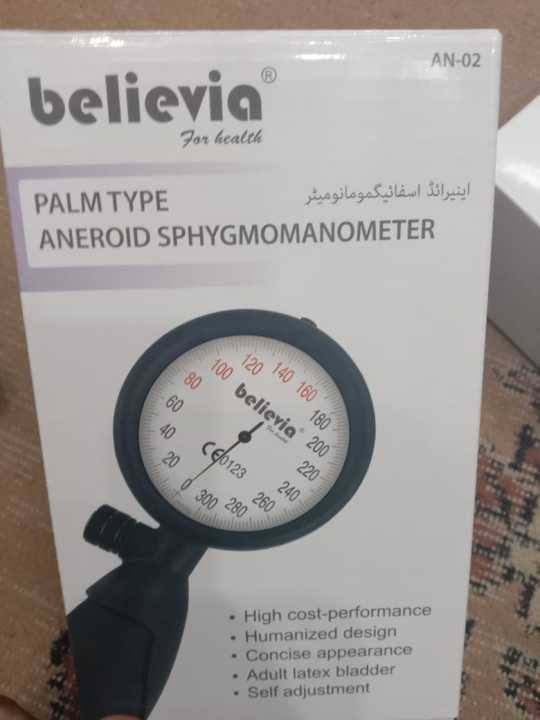 AN-02
believia®
For health
PALM TYPE
اینیرائڈ اسفائیگمومانومیٹر
ANEROID SPHYGMOMANOMETER
0 20 40 60 80 100 120 140 160 180 200 220 240 260 280 300
believia®
For health
CE0123
• High cost-performance
• Humanized design
• Concise appearance
• Adult latex bladder
• Self adjustment